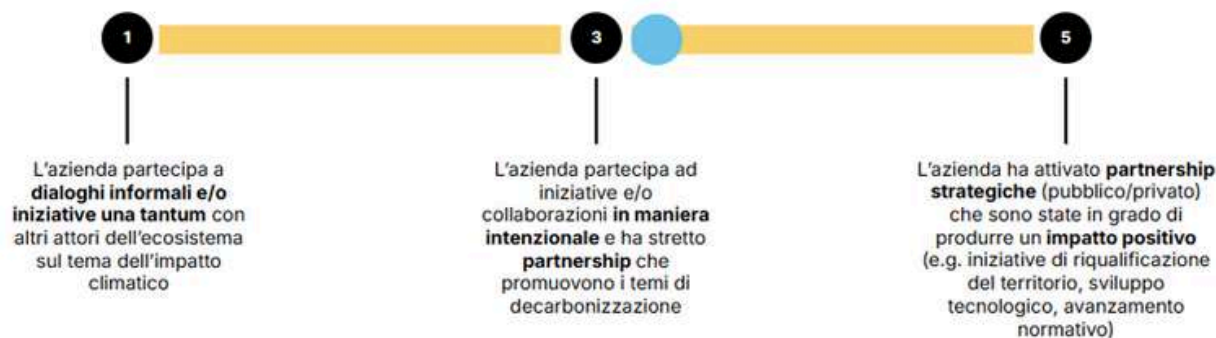 1
3
5
L'azienda partecipa a
dialoghi informali e/o
iniziative una tantum con
altri attori dell'ecosistema
sul tema dell'impatto
climatico
L'azienda partecipa ad
iniziative e/o
collaborazioni in maniera
intenzionale e ha stretto
partnership che
promuovono i temi di
decarbonizzazione
L'azienda ha attivato partnership
strategiche (pubblico/privato)
che sono state in grado di
produrre un impatto positivo
(e.g. iniziative di riqualificazione
del territorio, sviluppo
tecnologico, avanzamento
normativo)